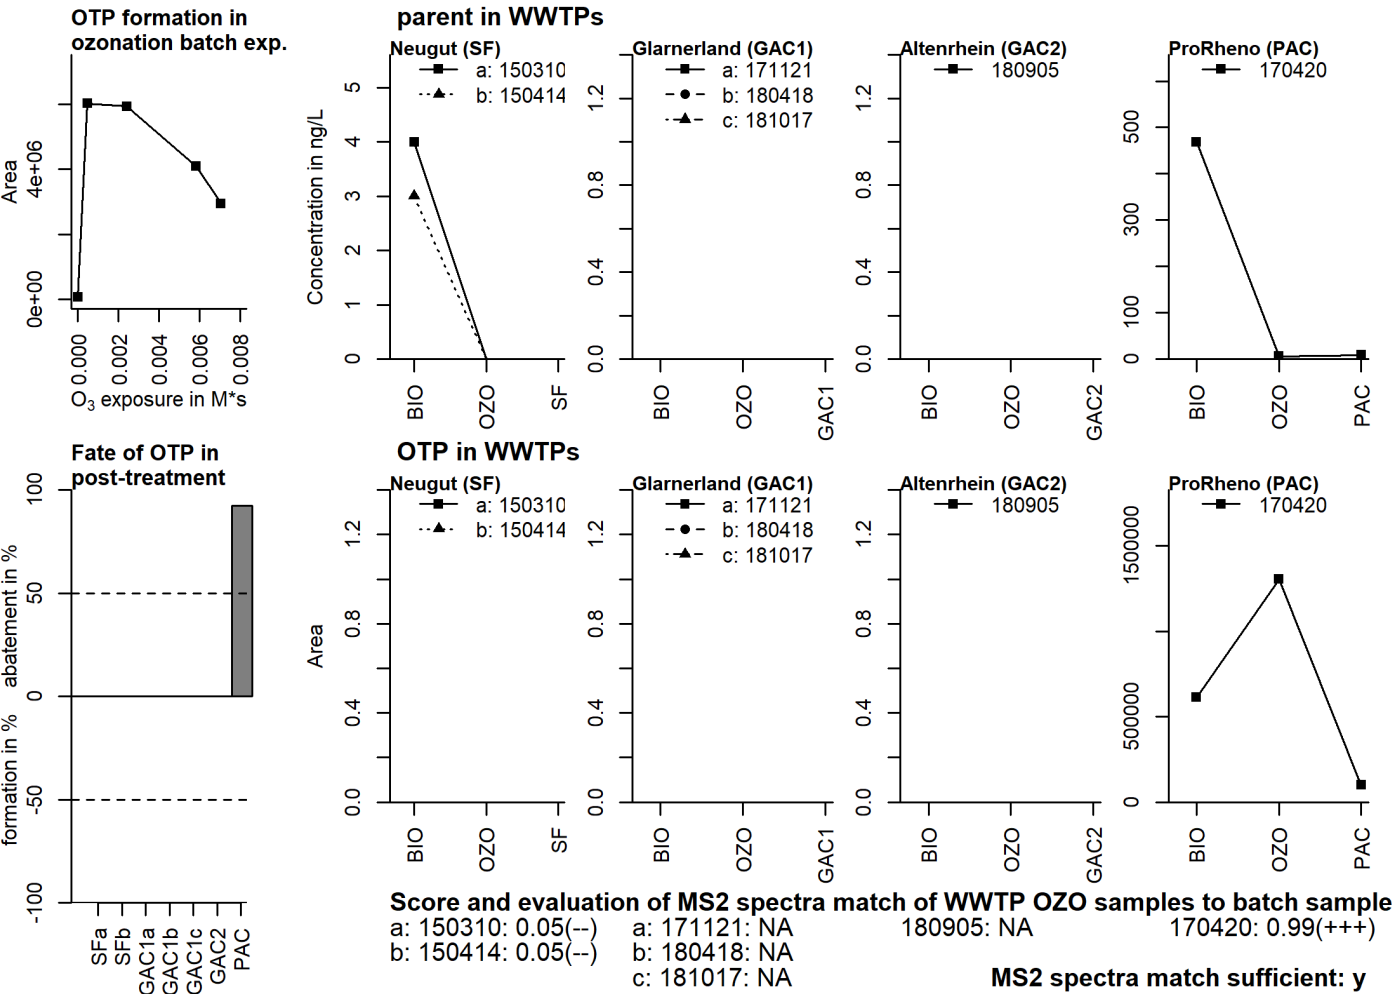 OTP formation in
ozonation batch exp.
Area
4e+06
0e+00
0.000
0.002
0.004
0.006
0.008
O3 exposure in M*s
parent in WWTPs
Neugut (SF)
a: 150310
b: 150414
Concentration in ng/L
5
4
3
2
1
0
BIO
OZO
SF
Glarnerland (GAC1)
a: 171121
b: 180418
c: 181017
1.2
0.8
0.4
0.0
BIO
OZO
GAC1
Altenrhein (GAC2)
180905
1.2
0.8
0.4
0.0
BIO
OZO
GAC2
ProRheno (PAC)
170420
500
300
100
0
BIO
OZO
PAC
Fate of OTP in
post-treatment
formation in %
abatement in %
100
50
0
-50
-100
SFa
SFb
GAC1a
GAC1b
GAC1c
GAC2
PAC
OTP in WWTPs
Neugut (SF)
a: 150310
b: 150414
Area
1.2
0.8
0.4
0.0
BIO
OZO
SF
Glarnerland (GAC1)
a: 171121
b: 180418
c: 181017
1.2
0.8
0.4
0.0
BIO
OZO
GAC1
Altenrhein (GAC2)
180905
1.2
0.8
0.4
0.0
BIO
OZO
GAC2
ProRheno (PAC)
170420
1500000
500000
0
BIO
OZO
PAC
Score and evaluation of MS2 spectra match of WWTP OZO samples to batch sample
a: 150310: 0.05(--) a: 171121: NA 180905: NA 170420: 0.99(+++)
b: 150414: 0.05(--) b: 180418: NA
c: 181017: NA MS2 spectra match sufficient: y